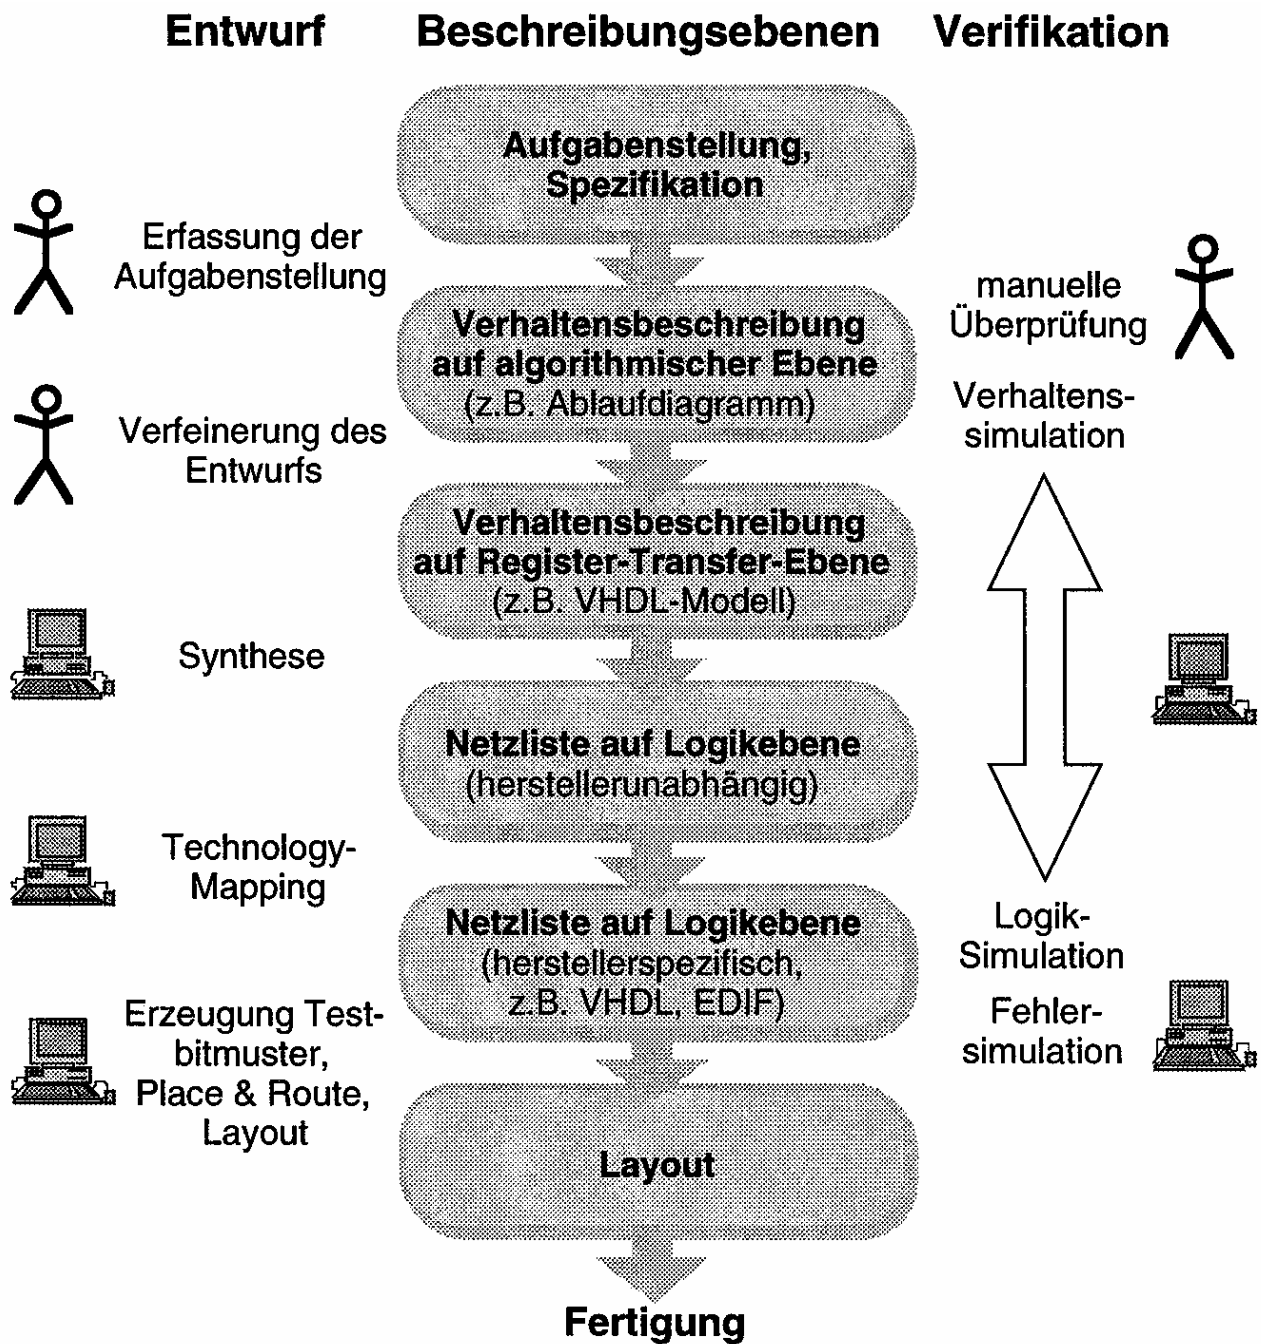 Entwurf
Beschreibungsebenen
Verifikation
Aufgabenstellung,
Spezifikation
Erfassung der
Aufgabenstellung
manuelle
Überprüfung
Verhaltensbeschreibung
auf algorithmischer Ebene
(z.B. Ablaufdiagramm)
Verhaltens-
simulation
Verfeinerung des
Entwurfs
Verhaltensbeschreibung
auf Register-Transfer-Ebene
(z.B. VHDL-Modell)
Synthese
Netzliste auf Logikebene
(herstellerunabhängig)
Technology-
Mapping
Netzliste auf Logikebene
(herstellerspezifisch,
z.B. VHDL, EDIF)
Logik-
Simulation
Fehler-
simulation
Erzeugung Test-
bitmuster,
Place & Route,
Layout
Layout
Fertigung